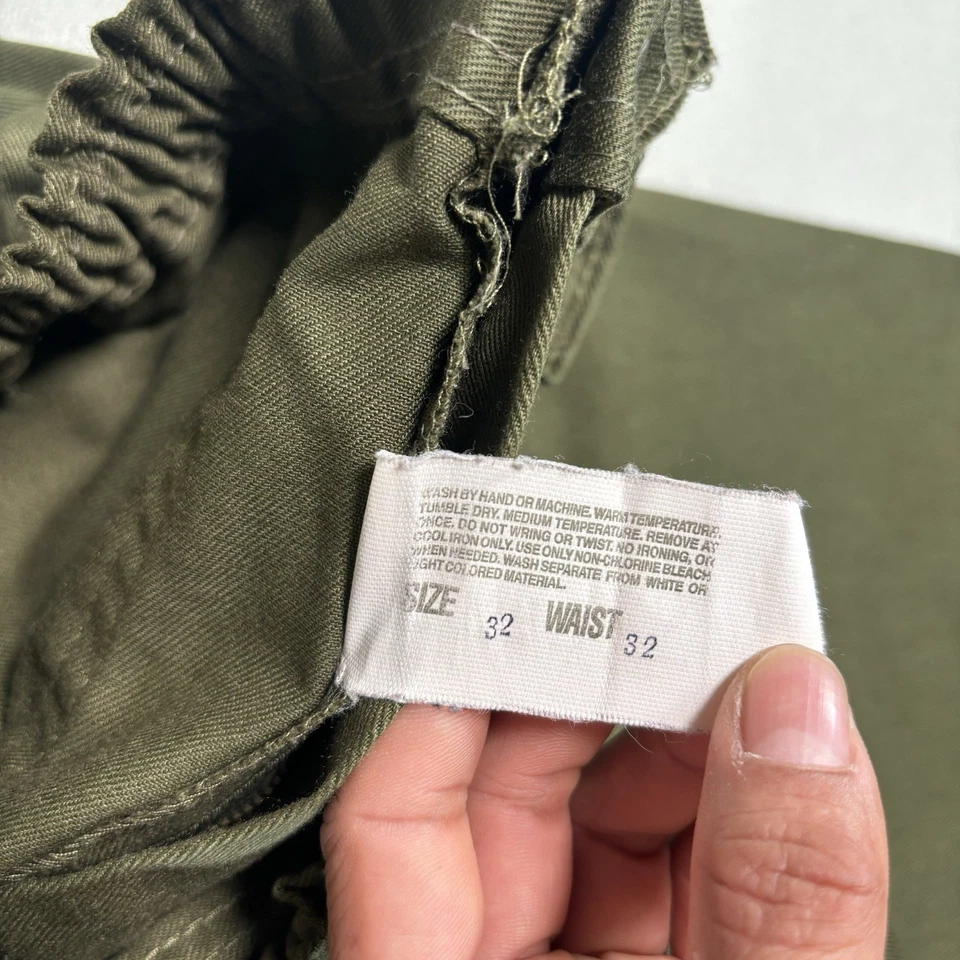 WASH BY HAND OR MACHINE. WARM TEMPERATURE.
TUMBLE DRY. MEDIUM TEMPERATURE. REMOVE AT
ONCE. DO NOT WRING OR TWIST. NO IRONING, OR
COOL IRON ONLY. USE ONLY NON-CHLORINE BLEACH
WHEN NEEDED. WASH SEPARATE FROM WHITE OR
LIGHT COLORED MATERIAL.
SIZE 32 WAIST 32